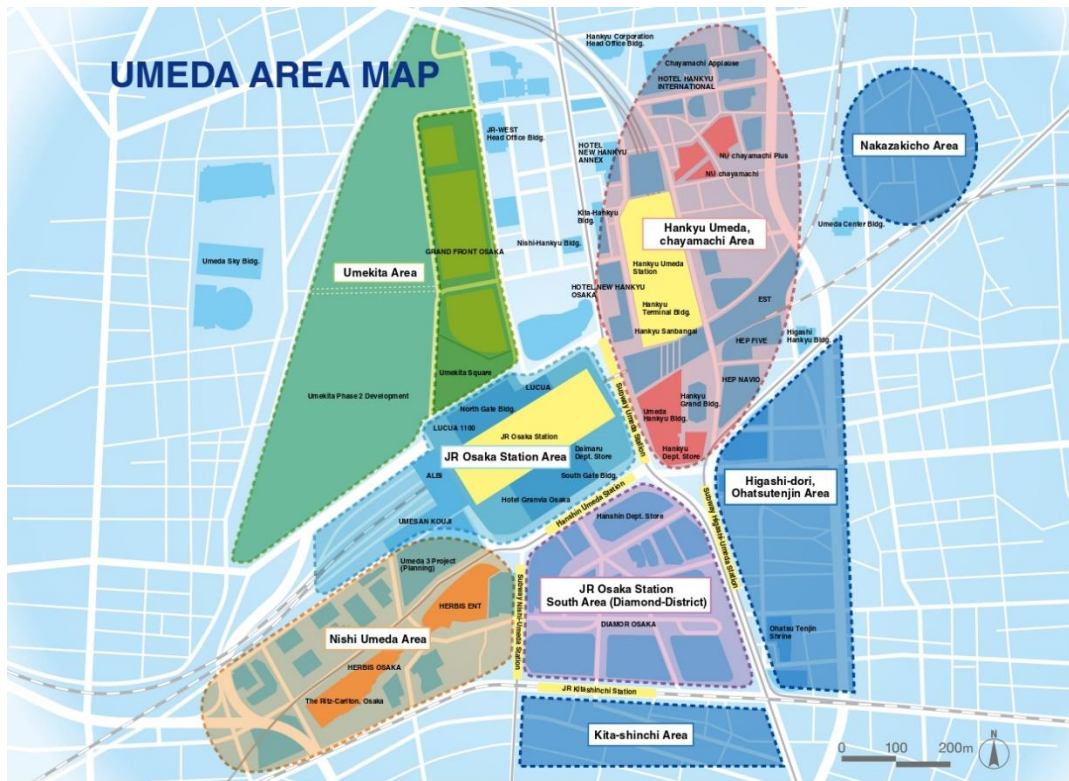 UMEDA AREA MAP
Hankyu Corporation
Head Office Bldg.
Chayamachi Applause
HOTEL HANKYU
INTERNATIONAL
JR-WEST
Head Office Bldg.
HOTEL
NEW HANKYU
ANNEX
NU chayamachi Plus
NU chayamachi
Nakazakicho Area
Kita-Hankyu
Bldg.
Nishi-Hankyu Bldg.
Hankyu Umeda,
chayamachi Area
Umeda Center Bldg.
GRAND FRONT OSAKA
Umeda Sky Bldg.
Umekita Area
Hankyu Umeda
Station
HOTEL NEW HANKYU
OSAKA
Hankyu
Terminal Bldg.
EST
Hankyu Sanbangai
Higashi
Hankyu Bldg.
HEP FIVE
HEP NAVIO
Umekita Square
Umekita Phase 2 Development
LUCUA
North Gate Bldg.
LUCUA 1100
JR Osaka Station
JR Osaka Station Area
Subway Umeda Station
Hankyu
Grand Bldg.
Umeda
Hankyu Bldg.
Hankyu
Dept. Store
Daimaru
Dept. Store
ALBi
South Gate Bldg.
Hotel Granvia Osaka
Hanshin Umeda Station
UMESAN KOUJI
Higashi-dori,
Ohatsutenjin Area
Subway Higashi-Umeda Station
Hanshin Dept. Store
Umeda 3 Project
(Planning)
JR Osaka Station
South Area (Diamond-District)
DIAMOR OSAKA
Subway Nishi-Umeda Station
HERBIS ENT
Nishi Umeda Area
HERBIS OSAKA
The Ritz-Carlton, Osaka
Ohatsu Tenjin
Shrine
JR Kitashinchi Station
Kita-shinchi Area
0 100 200m
N